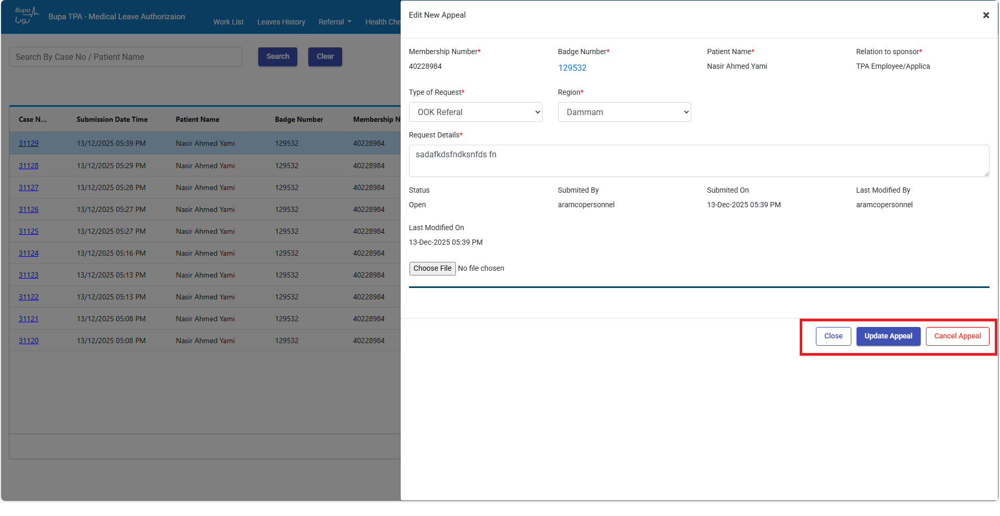 Bupa
بوبا
Bupa TPA - Medical Leave Authorizaion
Work List
Leaves History
Referral
Health Che
Search By Case No / Patient Name
Search
Clear
Case N...
Submission Date Time
Patient Name
Badge Number
Membership N
31129 13/12/2025 05:39 PM Nasir Ahmed Yami 129532 40228984
31128 13/12/2025 05:29 PM Nasir Ahmed Yami 129532 40228984
31127 13/12/2025 05:28 PM Nasir Ahmed Yami 129532 40228984
31126 13/12/2025 05:27 PM Nasir Ahmed Yami 129532 40228984
31125 13/12/2025 05:27 PM Nasir Ahmed Yami 129532 40228984
31124 13/12/2025 05:16 PM Nasir Ahmed Yami 129532 40228984
31123 13/12/2025 05:13 PM Nasir Ahmed Yami 129532 40228984
31122 13/12/2025 05:13 PM Nasir Ahmed Yami 129532 40228984
31121 13/12/2025 05:08 PM Nasir Ahmed Yami 129532 40228984
31120 13/12/2025 05:08 PM Nasir Ahmed Yami 129532 40228984
Edit New Appeal
Membership Number* Badge Number* Patient Name* Relation to sponsor*
40228984 129532 Nasir Ahmed Yami TPA Employee/Applica
Type of Request* Region*
OOK Referal Dammam
Request Details*
sadafkdsfndksnfds fn
Status Submited By Submited On Last Modified By
Open aramcopersonnel 13-Dec-2025 05:39 PM aramcopersonnel
Last Modified On
13-Dec-2025 05:39 PM
Choose File No file chosen
Close Update Appeal Cancel Appeal